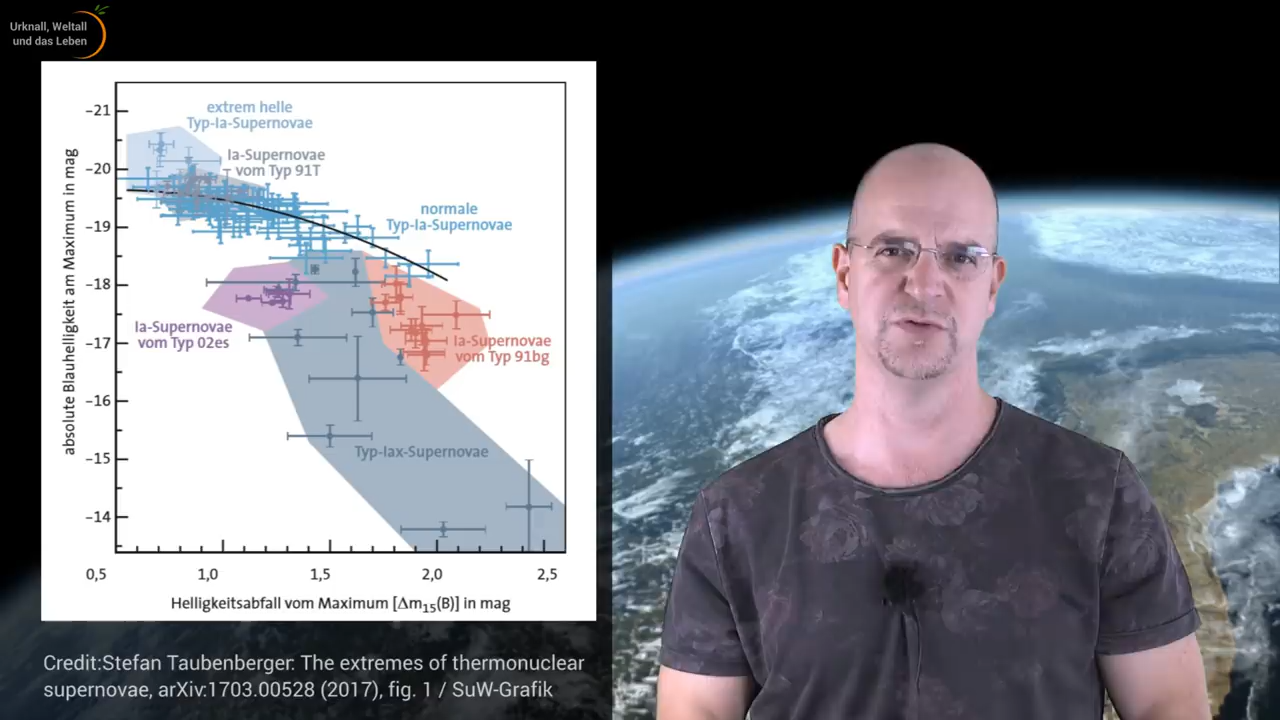 Urknall, Weltall
und das Leben
extrem helle
Typ-Ia-Supernovae
Ia-Supernovae
vom Typ 91T
normale
Typ-Ia-Supernovae
Ia-Supernovae
vom Typ 02es
Ia-Supernovae
vom Typ 91bg
Typ-Iax-Supernovae
absolute Blauhelligkeit am Maximum in mag
−21
−20
−19
−18
−17
−16
−15
−14
0,5 1,0 1,5 2,0 2,5
Helligkeitsabfall vom Maximum [Δm₁₅(B)] in mag
Credit:Stefan Taubenberger: The extremes of thermonuclear
supernovae, arXiv:1703.00528 (2017), fig. 1 / SuW-Grafik